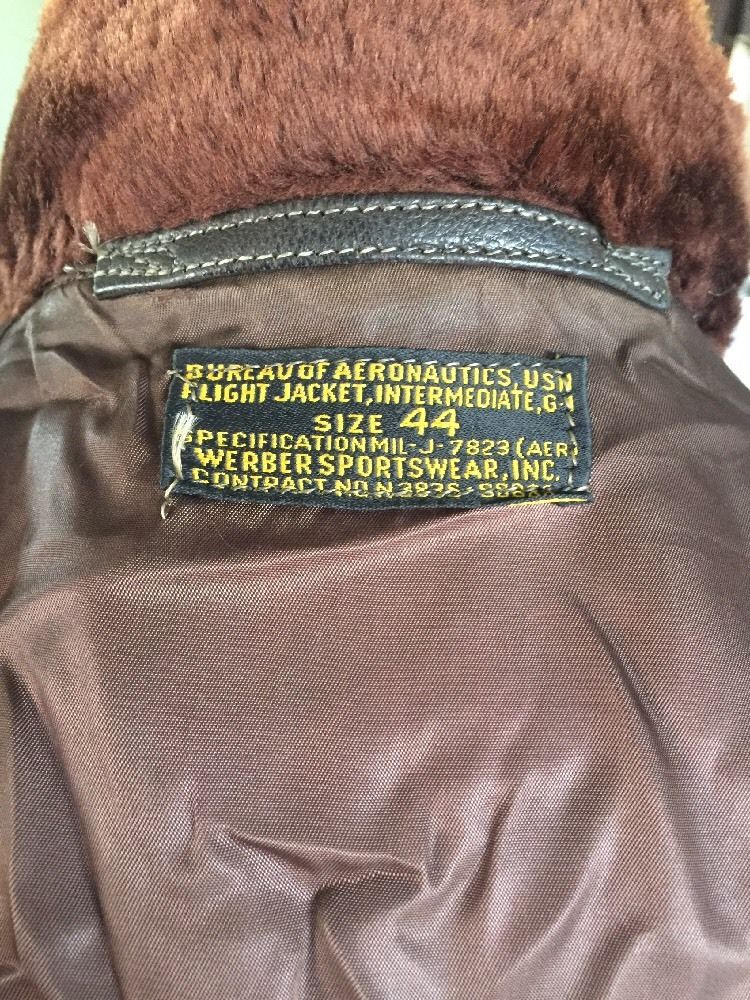 BUREAU OF AERONAUTICS, USN
FLIGHT JACKET, INTERMEDIATE, G-1
SIZE 44
SPECIFICATION MIL-J-7823 (AER)
WERBER SPORTSWEAR, INC.
CONTRACT NO. N 383S-